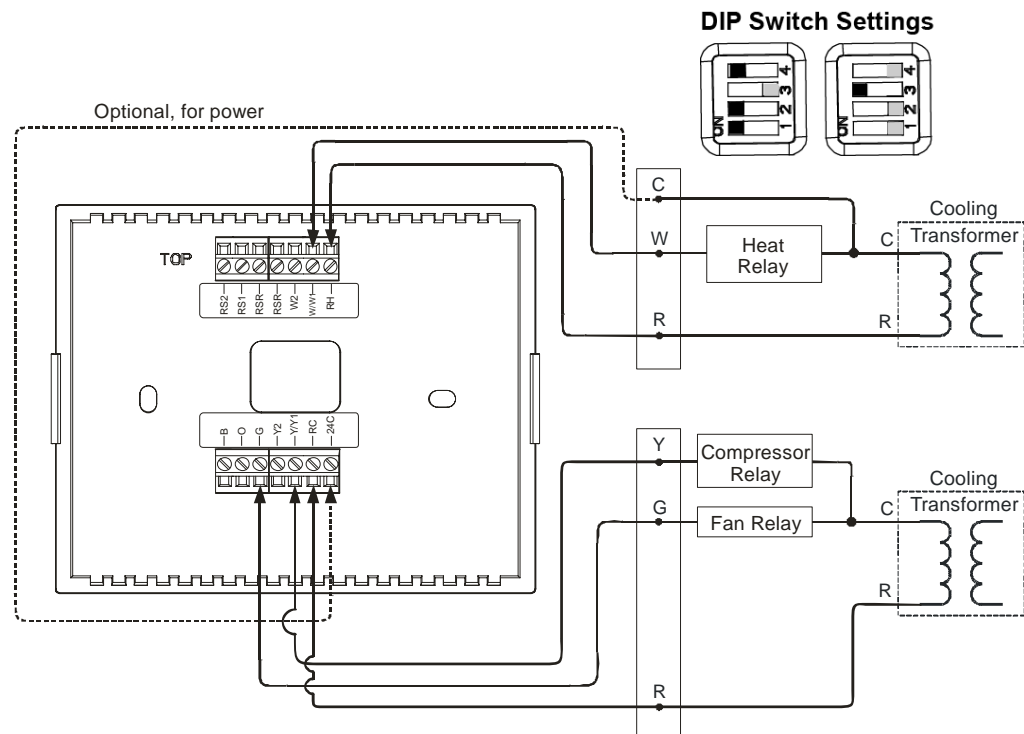 DIP Switch Settings
ON
1
2
3
4
ON
1
2
3
4
Optional, for power
TOP
RS2
RS1
RSR
RSR
W2
W/W1
RH
B
O
G
Y2
Y/Y1
RC
24C
C
W
R
Heat
Relay
C
R
Cooling
Transformer
Y
G
R
Compressor
Relay
Fan Relay
C
R
Cooling
Transformer